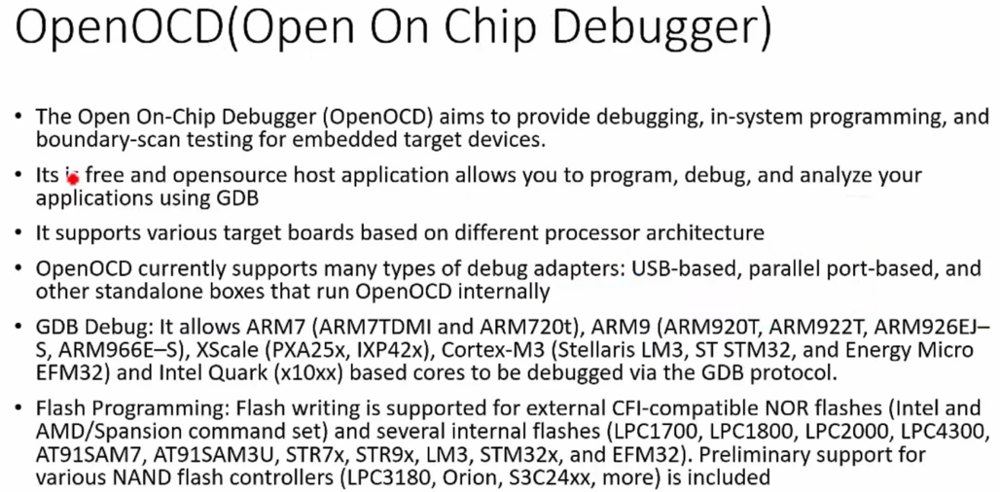 OpenOCD(Open On Chip Debugger)
• The Open On-Chip Debugger (OpenOCD) aims to provide debugging, in-system programming, and
boundary-scan testing for embedded target devices.
• Its is free and opensource host application allows you to program, debug, and analyze your
applications using GDB
• It supports various target boards based on different processor architecture
• OpenOCD currently supports many types of debug adapters: USB-based, parallel port-based, and
other standalone boxes that run OpenOCD internally
• GDB Debug: It allows ARM7 (ARM7TDMI and ARM720t), ARM9 (ARM920T, ARM922T, ARM926EJ–
S, ARM966E–S), XScale (PXA25x, IXP42x), Cortex-M3 (Stellaris LM3, ST STM32, and Energy Micro
EFM32) and Intel Quark (x10xx) based cores to be debugged via the GDB protocol.
• Flash Programming: Flash writing is supported for external CFI-compatible NOR flashes (Intel and
AMD/Spansion command set) and several internal flashes (LPC1700, LPC1800, LPC2000, LPC4300,
AT91SAM7, AT91SAM3U, STR7x, STR9x, LM3, STM32x, and EFM32). Preliminary support for
various NAND flash controllers (LPC3180, Orion, S3C24xx, more) is included